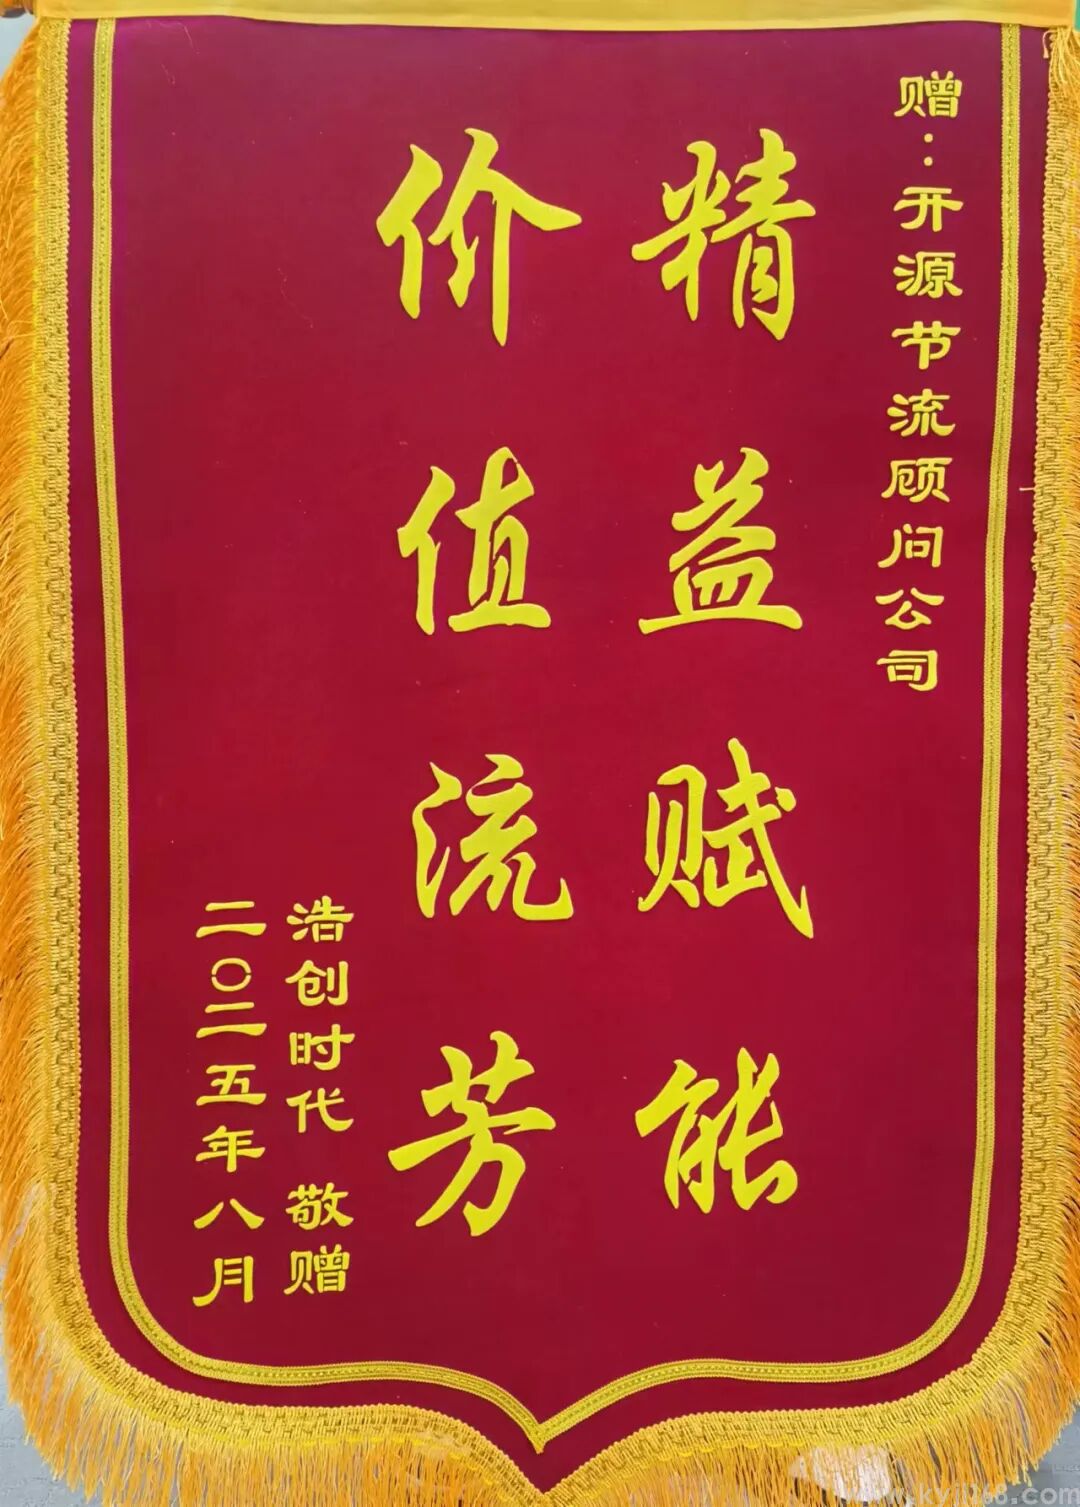 赠：开源节流顾问公司
精益赋能
价值流芳
浩创时代 敬赠
二〇二五年八月